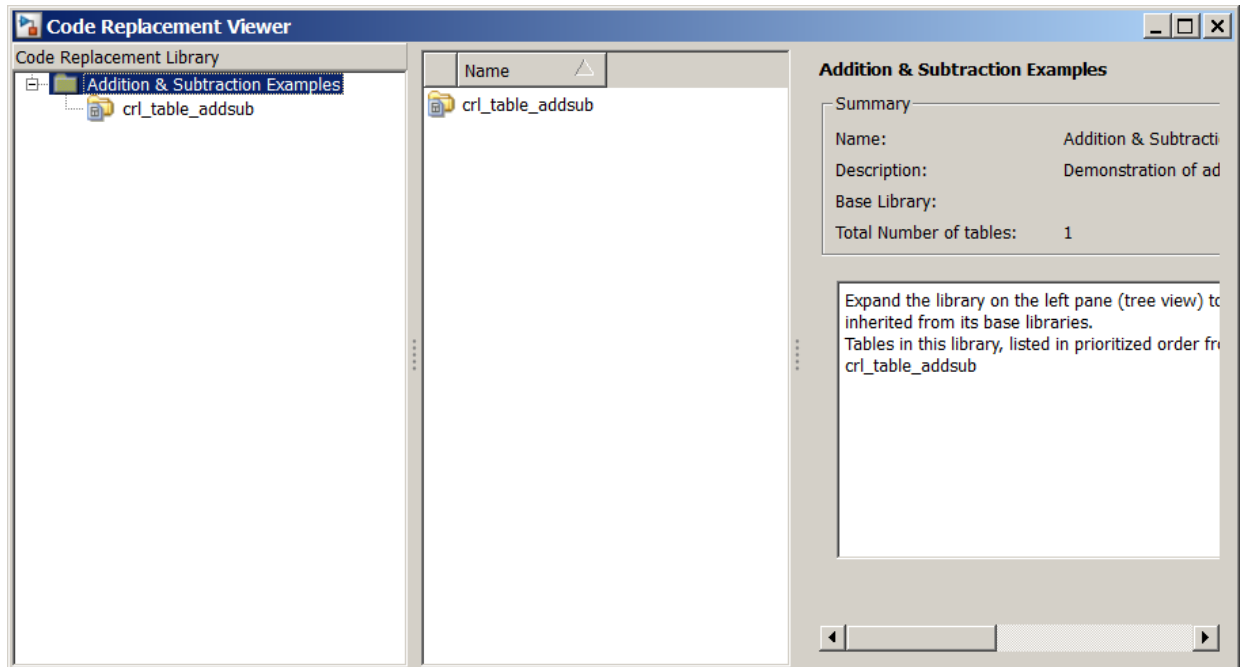 Code Replacement Viewer
Code Replacement Library
Addition & Subtraction Examples
crl_table_addsub
Name
crl_table_addsub
Addition & Subtraction Examples
Summary
Name: Addition & Subtracti
Description: Demonstration of ad
Base Library:
Total Number of tables: 1
Expand the library on the left pane (tree view) to
inherited from its base libraries.
Tables in this library, listed in prioritized order fr
crl_table_addsub